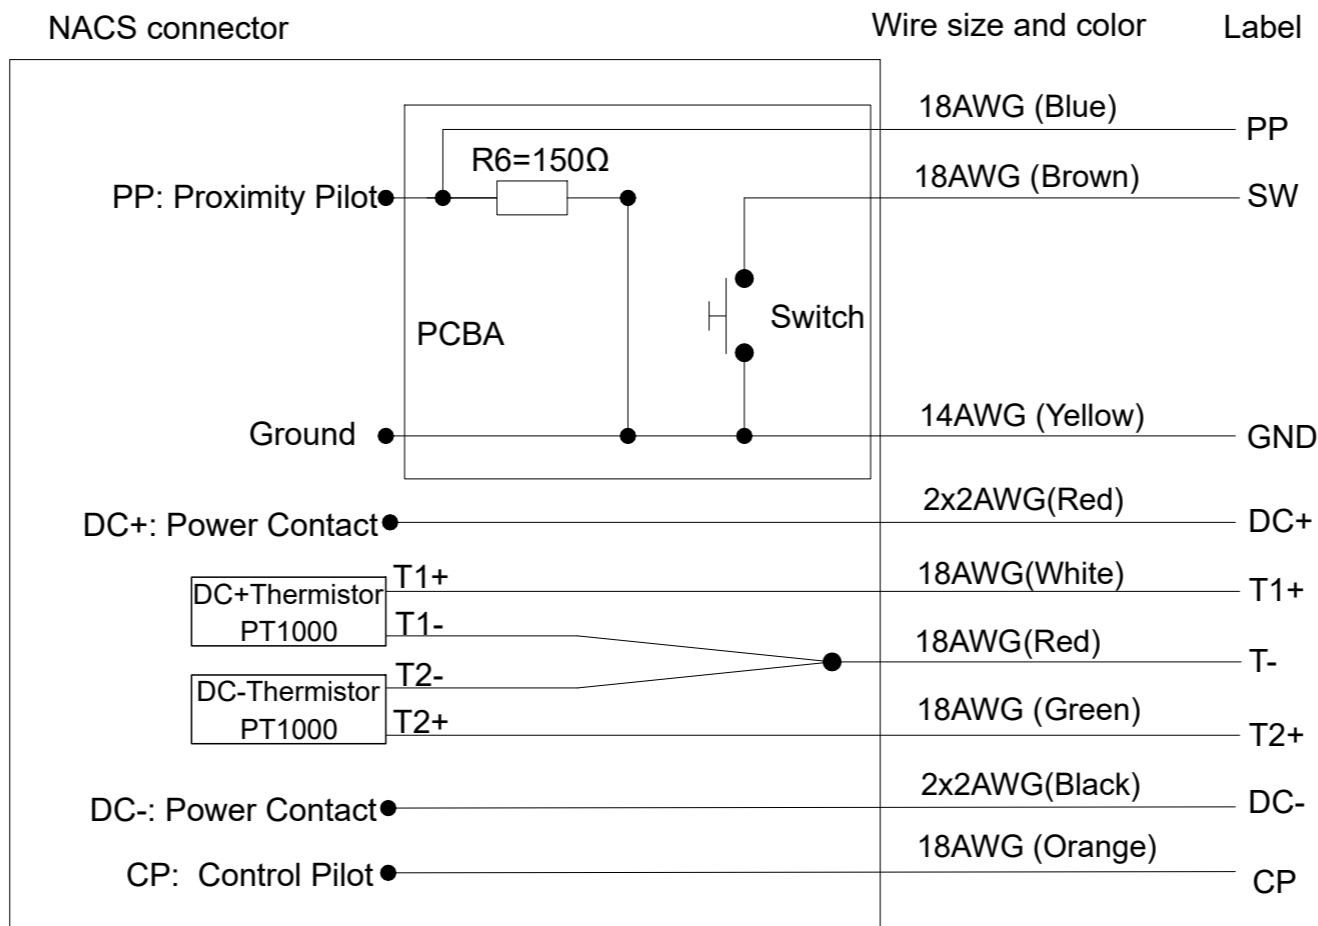 NACS connector
Wire size and color
Label
18AWG (Blue)
PP
R6=150Ω
18AWG (Brown)
PP: Proximity Pilot
SW
Switch
PCBA
14AWG (Yellow)
Ground
GND
2x2AWG(Red)
DC+: Power Contact
DC+
T1+
18AWG(White)
DC+Thermistor
PT1000
T1+
T1-
18AWG(Red)
T-
T2-
DC-Thermistor
PT1000
T2+
18AWG (Green)
T2+
2x2AWG(Black)
DC-: Power Contact
DC-
18AWG (Orange)
CP: Control Pilot
CP